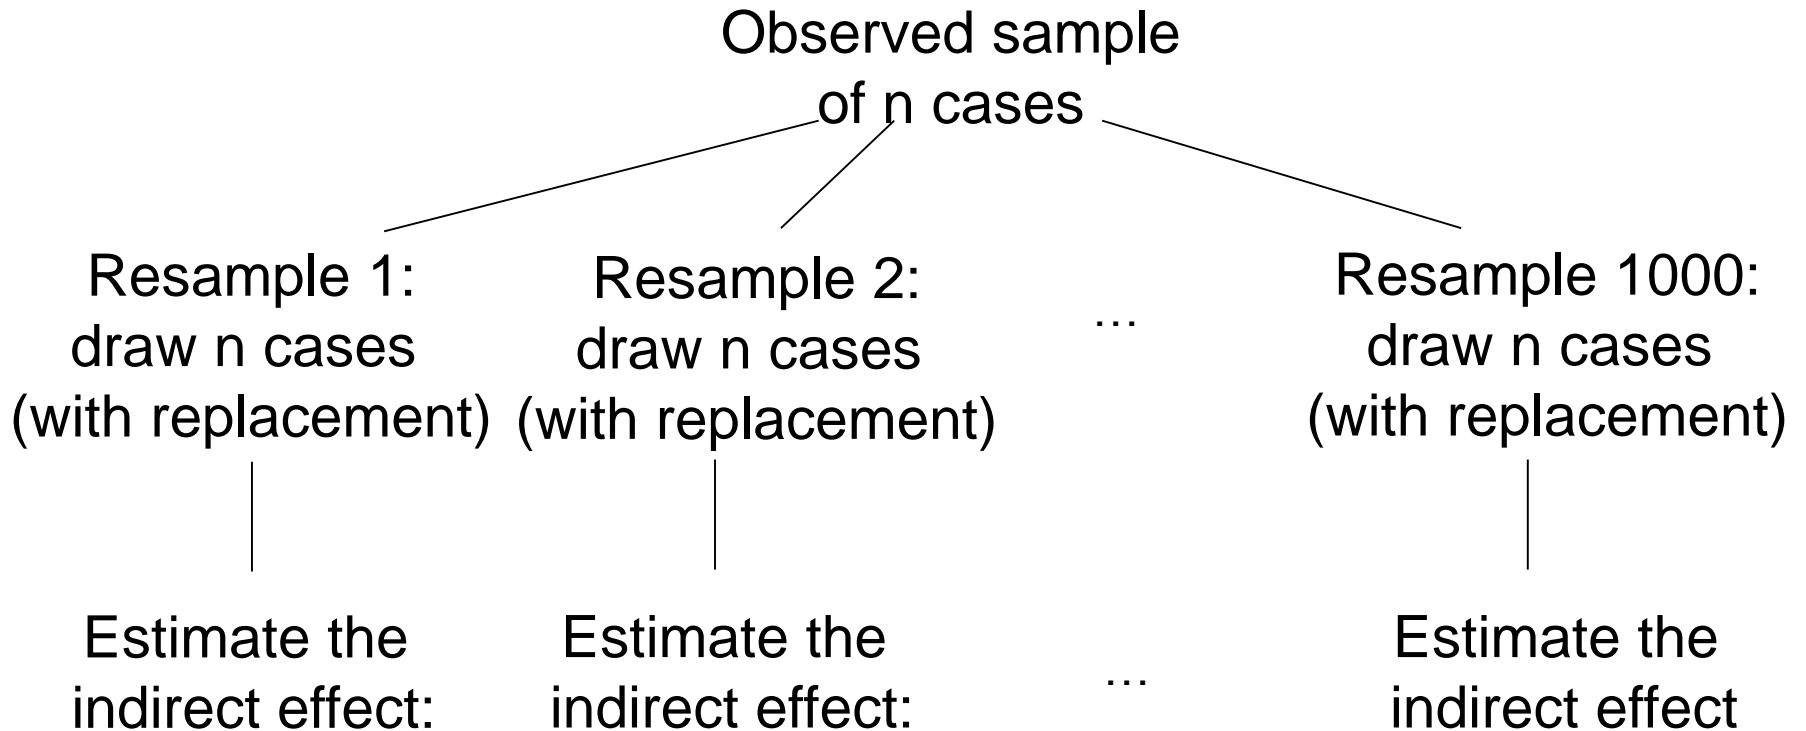 Observed sample
of n cases
Resample 1:
draw n cases
(with replacement)
Resample 2:
draw n cases
(with replacement)
...
Resample 1000:
draw n cases
(with replacement)
Estimate the
indirect effect:
Estimate the
indirect effect:
...
Estimate the
indirect effect